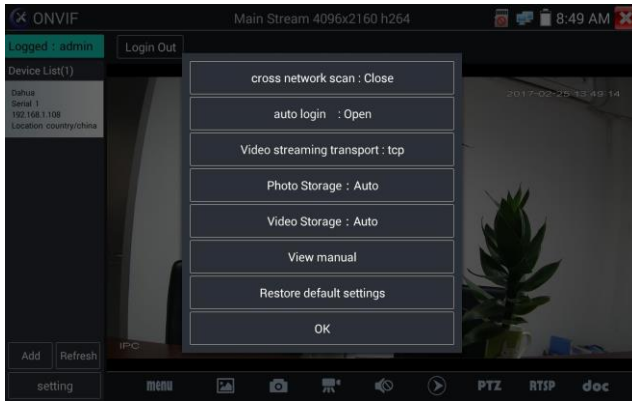 ONVIF
Main Stream 4096x2160 h264
8:49 AM
Logged : admin
Login Out
Device List(1)
Dahua
Serial 1
192.168.1.108
Location country/china
cross network scan : Close
auto login : Open
Video streaming transport : tcp
Photo Storage : Auto
Video Storage : Auto
View manual
Restore default settings
OK
2017-02-25 13:49:14
IPC
Add
Refresh
setting
menu
PTZ
RTSP
doc